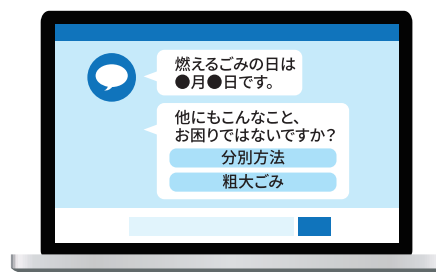 燃えるごみの日は
●月●日です。
他にもこんなこと、
お困りではないですか？
分別方法
粗大ごみ